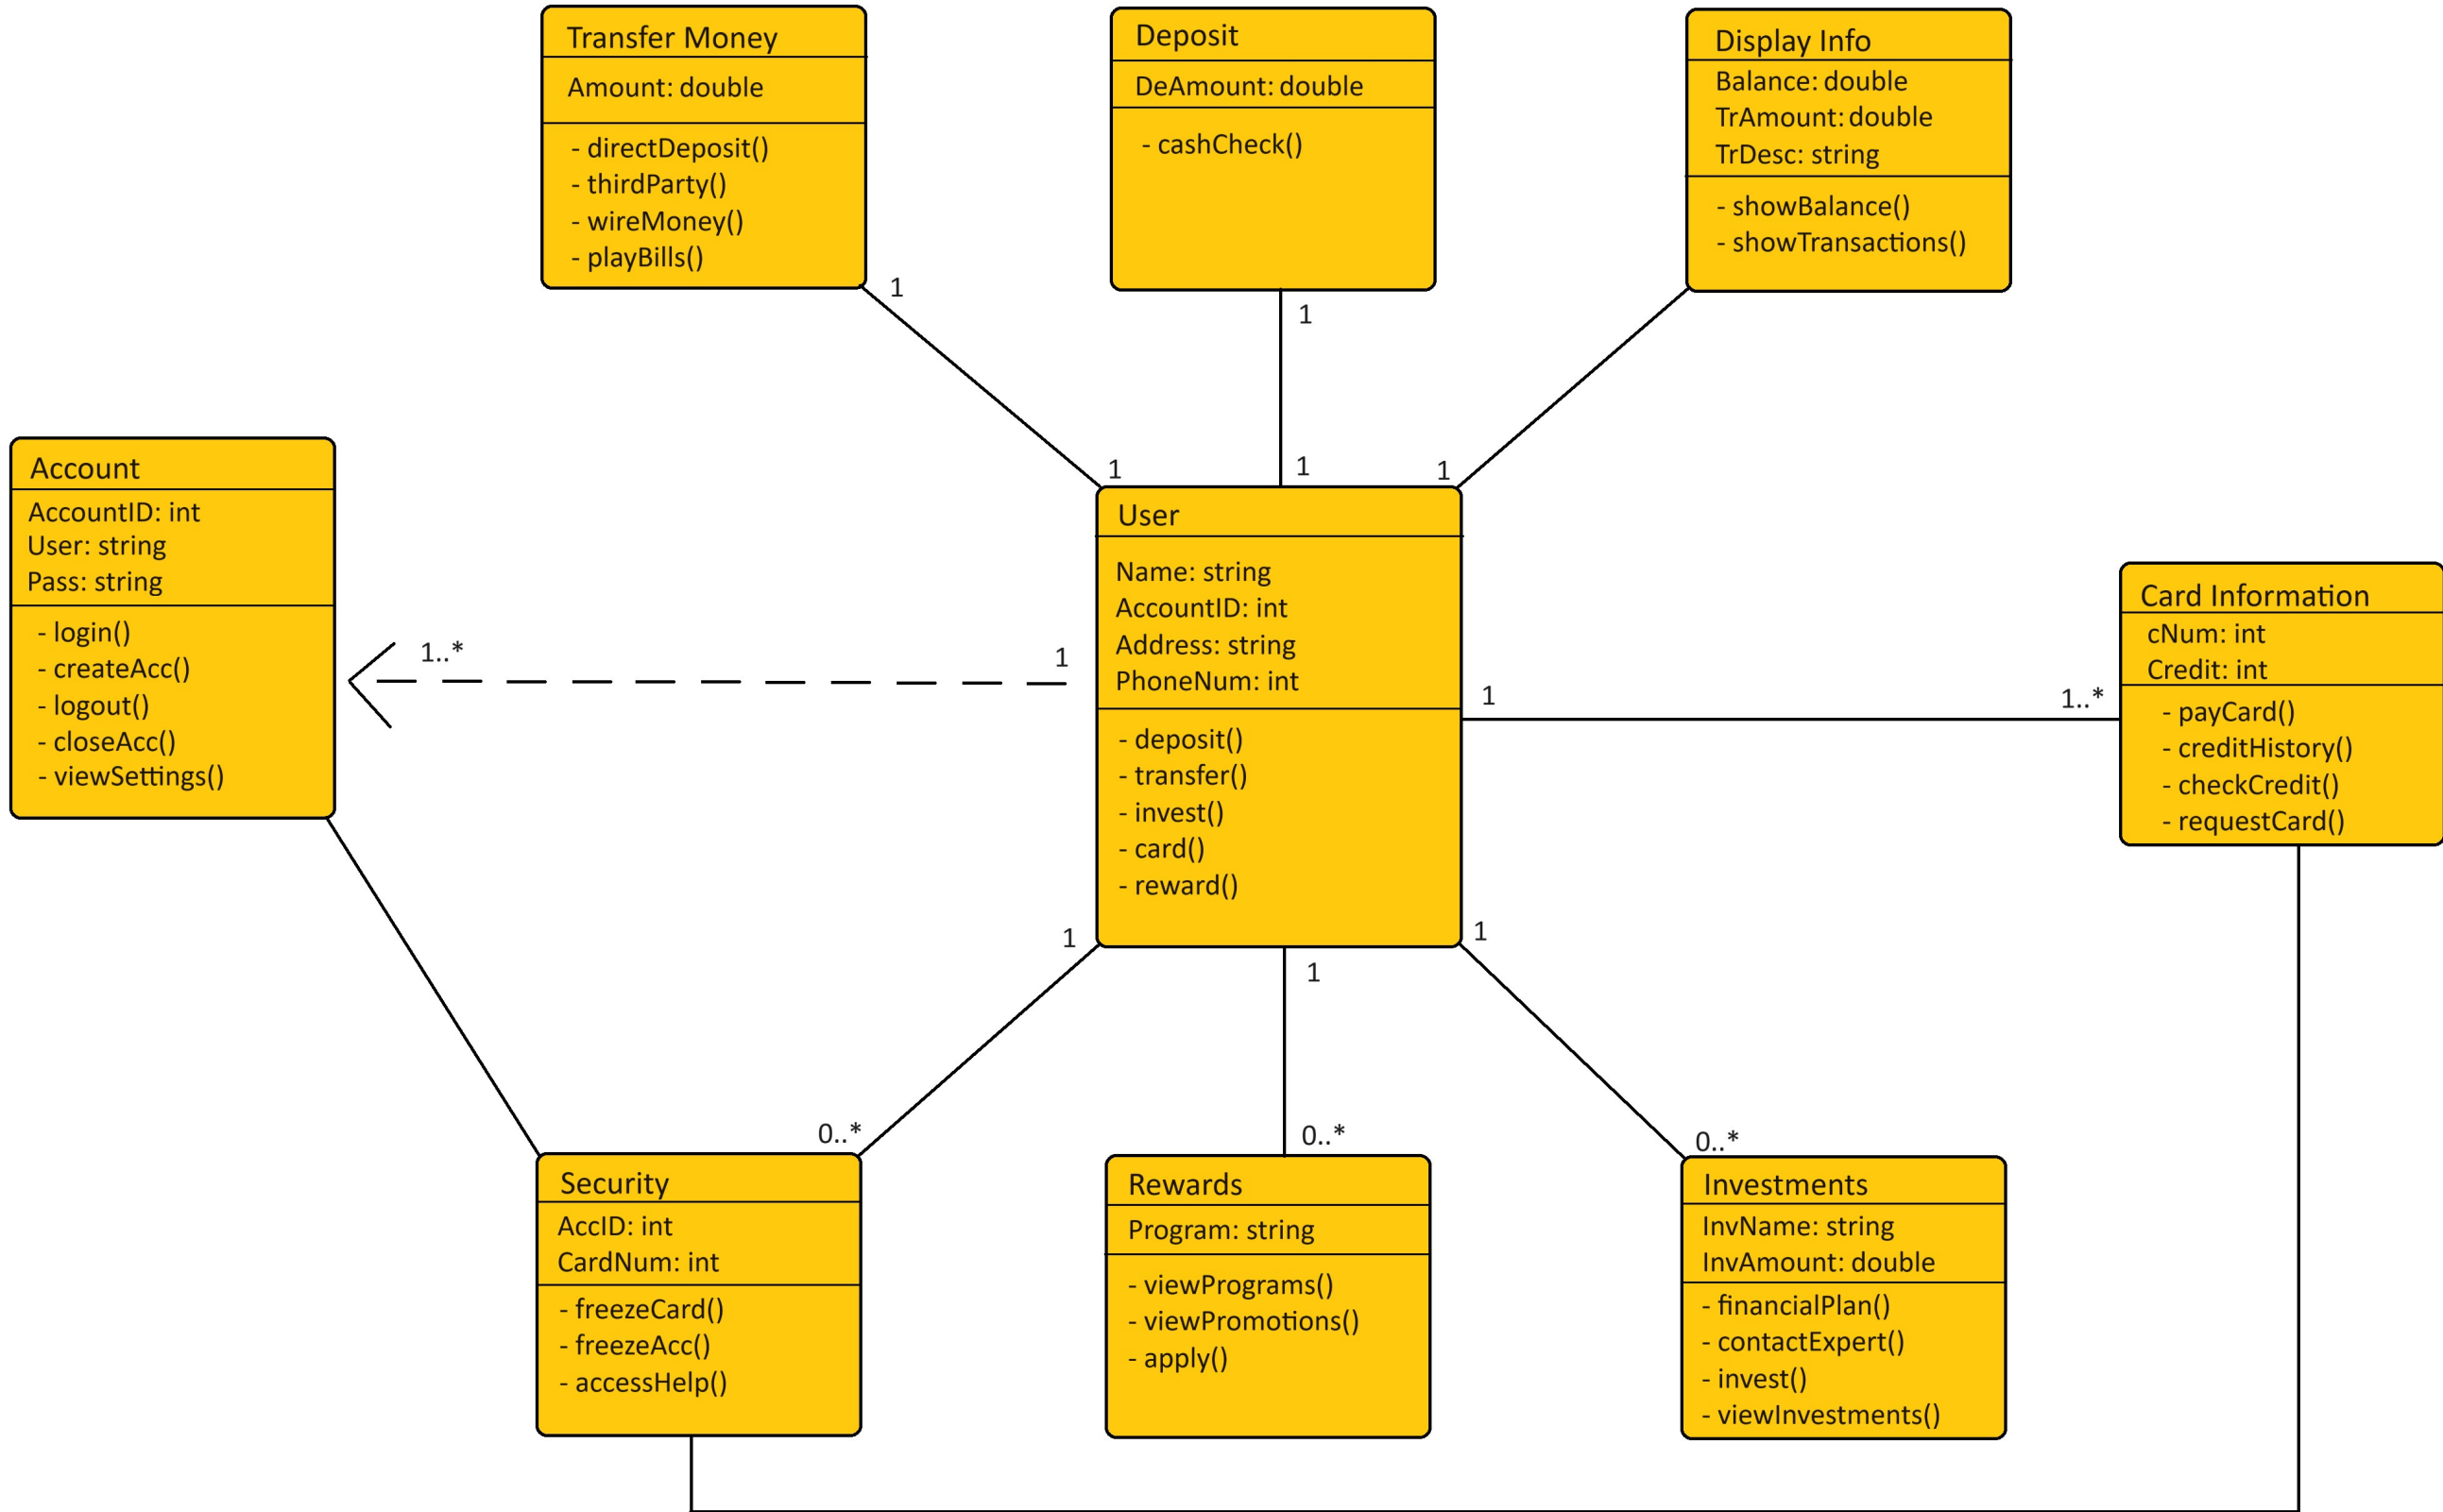 Transfer Money
Amount: double
- directDeposit()
- thirdParty()
- wireMoney()
- playBills()
1
1
Deposit
DeAmount: double
- cashCheck()
1
1
Display Info
Balance: double
TrAmount: double
TrDesc: string
- showBalance()
- showTransactions()
1
Account
AccountID: int
User: string
Pass: string
- login()
- createAcc()
- logout()
- closeAcc()
- viewSettings()
1..*
1
User
Name: string
AccountID: int
Address: string
PhoneNum: int
- deposit()
- transfer()
- invest()
- card()
- reward()
1
1..*
Card Information
cNum: int
Credit: int
- payCard()
- creditHistory()
- checkCredit()
- requestCard()
1
1
1
0..*
0..*
0..*
Security
AccID: int
CardNum: int
- freezeCard()
- freezeAcc()
- accessHelp()
Rewards
Program: string
- viewPrograms()
- viewPromotions()
- apply()
Investments
InvName: string
InvAmount: double
- financialPlan()
- contactExpert()
- invest()
- viewInvestments()